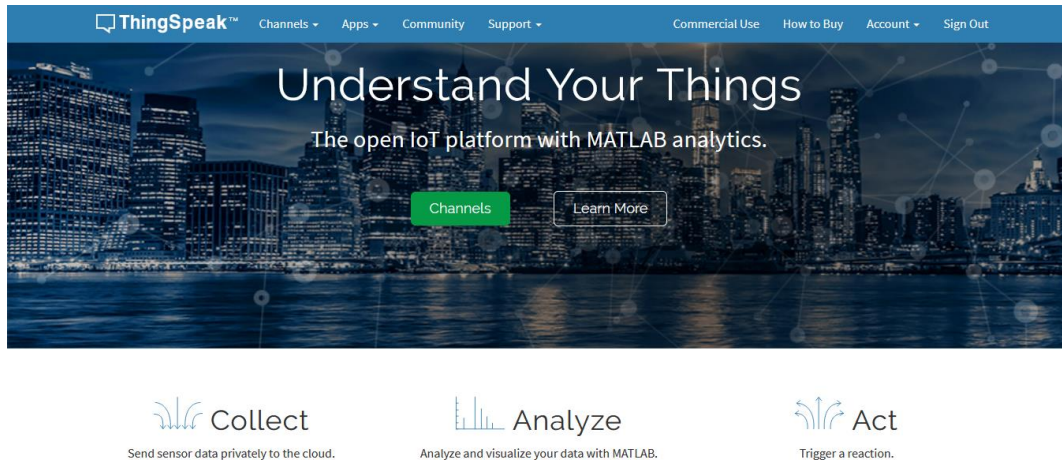 ThingSpeak™ Channels Apps Community Support Commercial Use How to Buy Account Sign Out
Understand Your Things
The open IoT platform with MATLAB analytics.
Channels Learn More
Collect Analyze Act
Send sensor data privately to the cloud. Analyze and visualize your data with MATLAB. Trigger a reaction.